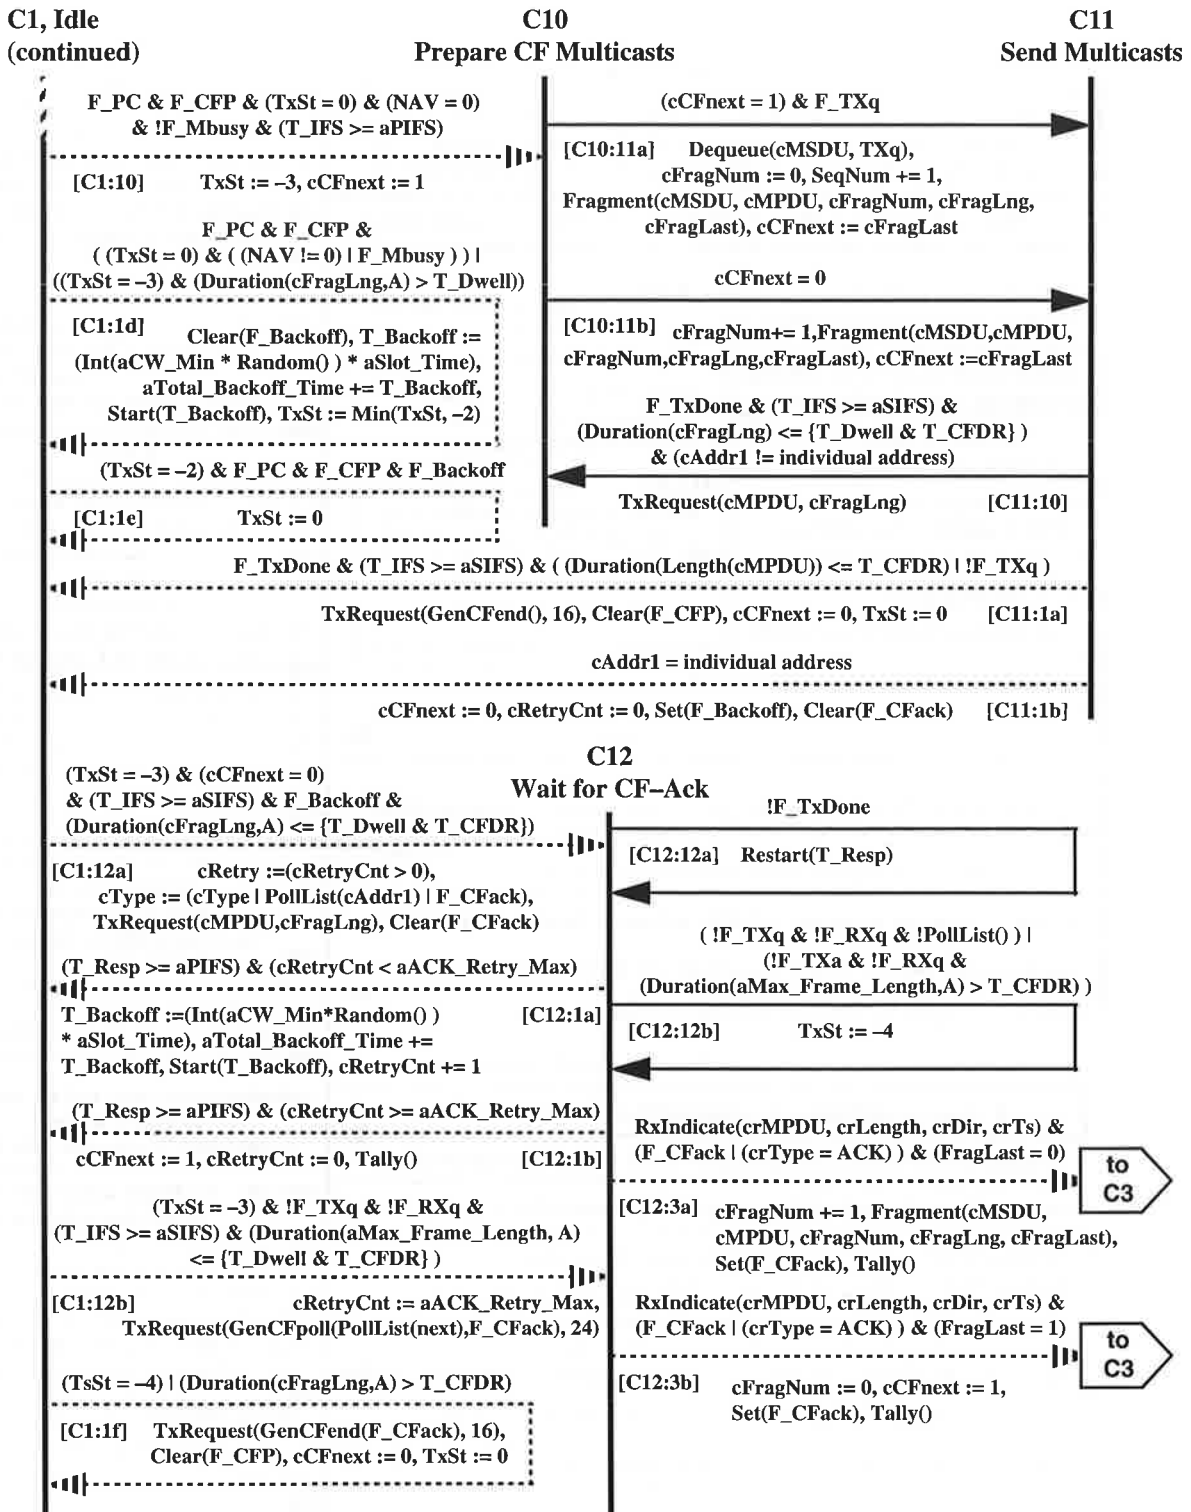 C1, Idle
(continued)
C10
Prepare CF Multicasts
C11
Send Multicasts
F_PC & F_CFP & (TxSt = 0) & (NAV = 0)
& !F_Mbusy & (T_IFS >= aPIFS)
[C1:10] TxSt := –3, cCFnext := 1
F_PC & F_CFP &
( (TxSt = 0) & ( (NAV != 0) | F_Mbusy ) ) |
((TxSt = –3) & (Duration(cFragLng,A) > T_Dwell))
[C1:1d] Clear(F_Backoff), T_Backoff :=
(Int(aCW_Min * Random() ) * aSlot_Time),
aTotal_Backoff_Time += T_Backoff,
Start(T_Backoff), TxSt := Min(TxSt, -2)
(TxSt = –2) & F_PC & F_CFP & F_Backoff
[C1:1e] TxSt := 0
(cCFnext = 1) & F_TXq
[C10:11a] Dequeue(cMSDU, TXq),
cFragNum := 0, SeqNum += 1,
Fragment(cMSDU, cMPDU, cFragNum, cFragLng,
cFragLast), cCFnext := cFragLast
cCFnext = 0
[C10:11b] cFragNum+= 1,Fragment(cMSDU,cMPDU,
cFragNum,cFragLng,cFragLast), cCFnext :=cFragLast
F_TxDone & (T_IFS >= aSIFS) &
(Duration(cFragLng) <= {T_Dwell & T_CFDR} )
& (cAddr1 != individual address)
TxRequest(cMPDU, cFragLng) [C11:10]
F_TxDone & (T_IFS >= aSIFS) & ( (Duration(Length(cMPDU)) <= T_CFDR) | !F_TXq )
TxRequest(GenCFend(), 16), Clear(F_CFP), cCFnext := 0, TxSt := 0 [C11:1a]
cAddr1 = individual address
cCFnext := 0, cRetryCnt := 0, Set(F_Backoff), Clear(F_CFack) [C11:1b]
C12
Wait for CF–Ack
(TxSt = –3) & (cCFnext = 0)
& (T_IFS >= aSIFS) & F_Backoff &
(Duration(cFragLng,A) <= {T_Dwell & T_CFDR})
[C1:12a] cRetry :=(cRetryCnt > 0),
cType := (cType | PollList(cAddr1) | F_CFack),
TxRequest(cMPDU,cFragLng), Clear(F_CFack)
(T_Resp >= aPIFS) & (cRetryCnt < aACK_Retry_Max)
T_Backoff :=(Int(aCW_Min*Random() ) [C12:1a]
* aSlot_Time), aTotal_Backoff_Time +=
T_Backoff, Start(T_Backoff), cRetryCnt += 1
(T_Resp >= aPIFS) & (cRetryCnt >= aACK_Retry_Max)
cCFnext := 1, cRetryCnt := 0, Tally() [C12:1b]
(TxSt = –3) & !F_TXq & !F_RXq &
(T_IFS >= aSIFS) & (Duration(aMax_Frame_Length, A)
<= {T_Dwell & T_CFDR} )
[C1:12b] cRetryCnt := aACK_Retry_Max,
TxRequest(GenCFpoll(PollList(next),F_CFack), 24)
(TsSt = –4) | (Duration(cFragLng,A) > T_CFDR)
[C1:1f] TxRequest(GenCFend(F_CFack), 16),
Clear(F_CFP), cCFnext := 0, TxSt := 0
!F_TxDone
[C12:12a] Restart(T_Resp)
( !F_TXq & !F_RXq & !PollList() ) |
(!F_TXa & !F_RXq &
(Duration(aMax_Frame_Length,A) > T_CFDR) )
[C12:12b] TxSt := –4
RxIndicate(crMPDU, crLength, crDir, crTs) &
(F_CFack | (crType = ACK) ) & (FragLast = 0)
to
C3
[C12:3a] cFragNum += 1, Fragment(cMSDU,
cMPDU, cFragNum, cFragLng, cFragLast),
Set(F_CFack), Tally()
RxIndicate(crMPDU, crLength, crDir, crTs) &
(F_CFack | (crType = ACK) ) & (FragLast = 1)
to
C3
[C12:3b] cFragNum := 0, cCFnext := 1,
Set(F_CFack), Tally()